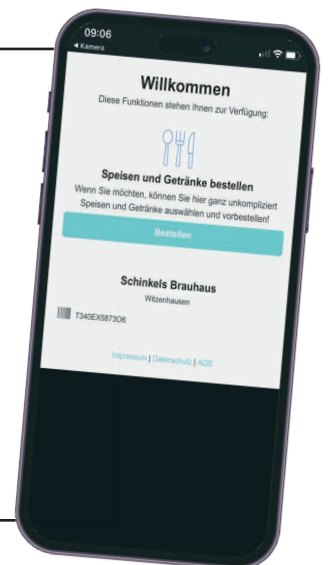 09:06
◀ Kamera
Willkommen
Diese Funktionen stehen Ihnen zur Verfügung:
Speisen und Getränke bestellen
Wenn Sie möchten, können Sie hier ganz unkompliziert
Speisen und Getränke auswählen und vorbestellen!
Bestellen
Schinkels Brauhaus
Witzenhausen
T340EX5873O6
Impressum | Datenschutz | AGB